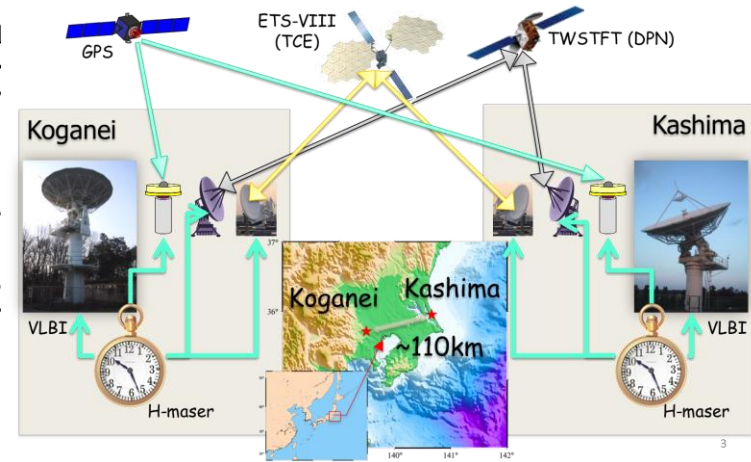 GPS
ETS-VIII
(TCE)
TWSTFT (DPN)
Koganei
Kashima
VLBI
H-maser
37°
36°
Koganei
Kashima
~110km
140°
141°
142°
VLBI
H-maser
3